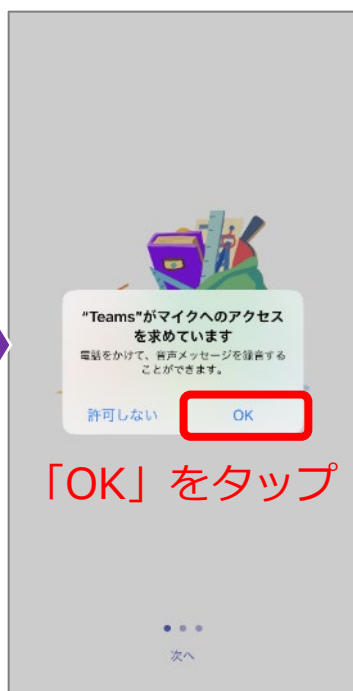 “Teams”がマイクへのアクセス
を求めています
電話をかけて、音声メッセージを録音する
ことができます。
許可しない
OK
「OK」をタップ
次へ